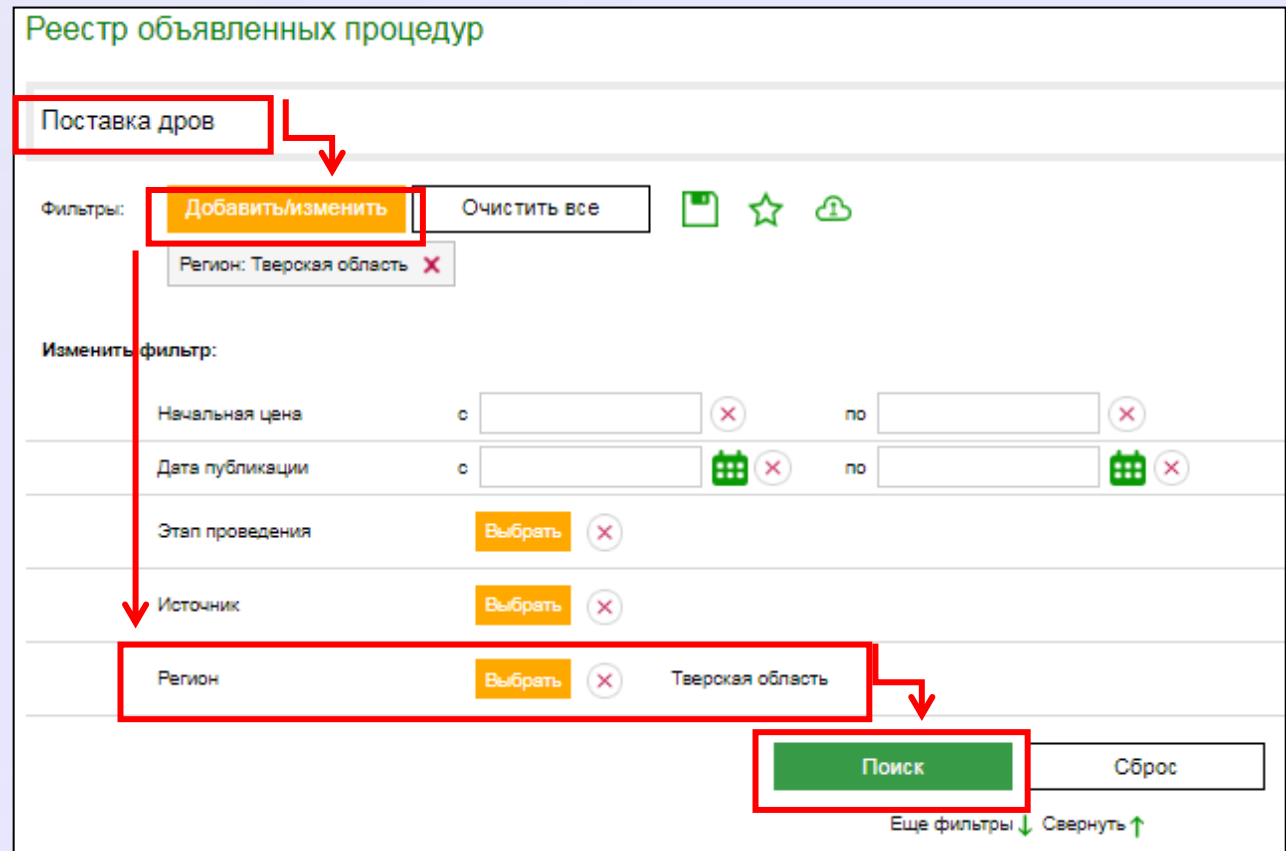 Реестр объявленных процедур
Поставка дров
Фильтры: Добавить/изменить Очистить все
Регион: Тверская область
Изменить фильтр:
Начальная цена с по
Дата публикации с по
Этап проведения Выбрать
Источник Выбрать
Регион Выбрать Тверская область
Поиск Сброс
Еще фильтры Свернуть